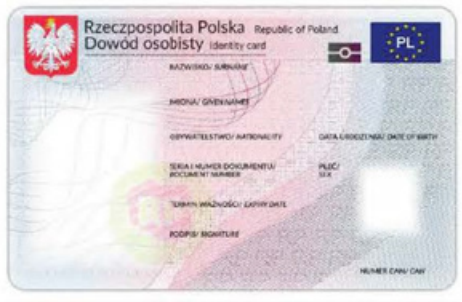 Rzeczpospolita Polska Republic of Poland
Dowód osobisty Identity card
PL
NAZWISKO/ SURNAME
IMIONA/ GIVEN NAMES
OBYWATELSTWO/ NATIONALITY DATA URODZENIA/ DATE OF BIRTH
SERIA I NUMER DOKUMENTU/ PŁEĆ/
DOCUMENT NUMBER SEX
TERMIN WAŻNOŚCI/ EXPIRY DATE
PODPIS/ SIGNATURE
NUMER CAN/ CAN